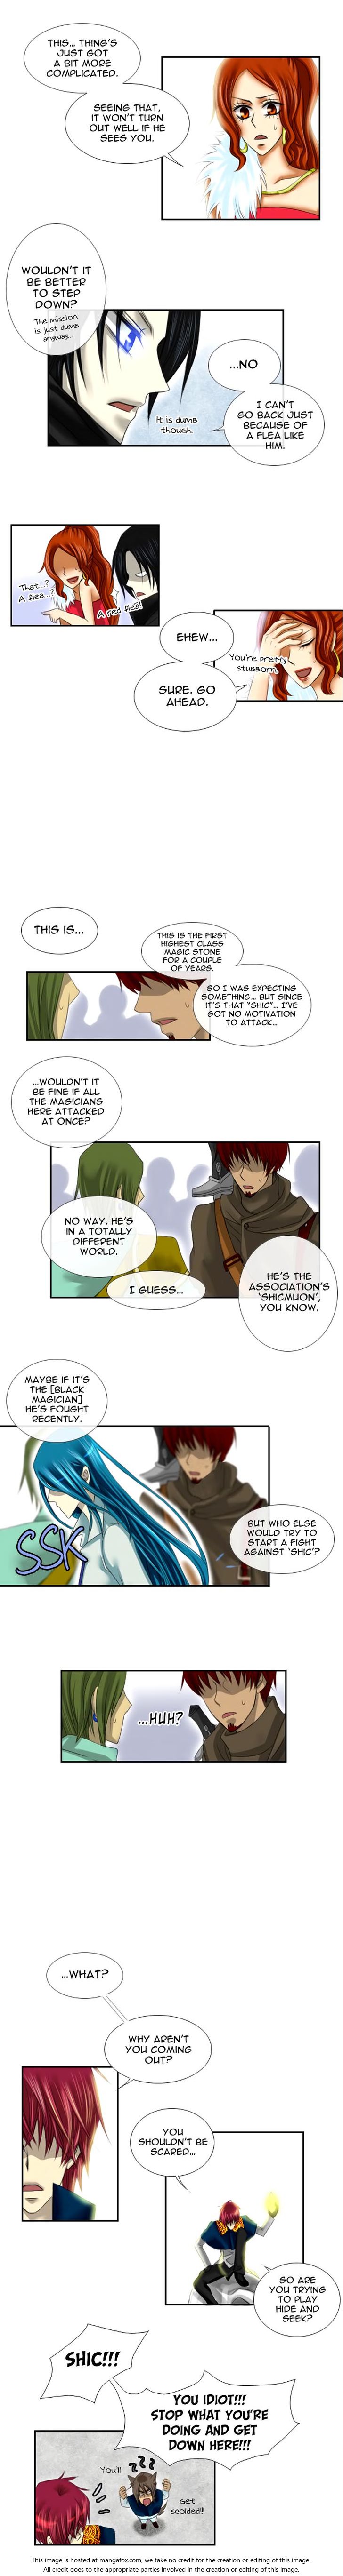 THIS... THING'S
JUST GOT
A BIT MORE
COMPLICATED.
SEEING THAT,
IT WON'T TURN
OUT WELL IF HE
SEES YOU.
WOULDN'T IT
BE BETTER
TO STEP
DOWN?
The mission
is just dumb
anyway...
...NO
I CAN'T
GO BACK JUST
BECAUSE OF
A FLEA LIKE
HIM.
It is dumb
though.
That...?
A flea..?
A red flea!
EHEW...
You're pretty
stubborn
SURE. GO
AHEAD.
THIS IS...
THIS IS THE FIRST
HIGHEST CLASS
MAGIC STONE
FOR A COUPLE
OF YEARS.
SO I WAS EXPECTING
SOMETHING... BUT SINCE
IT'S THAT "SHIC"... I'VE
GOT NO MOTIVATION
TO ATTACK...
...WOULDN'T IT
BE FINE IF ALL
THE MAGICIANS
HERE ATTACKED
AT ONCE?
NO WAY. HE'S
IN A TOTALLY
DIFFERENT
WORLD.
I GUESS...
HE'S THE
ASSOCIATION'S
'SHICMUON',
YOU KNOW.
MAYBE IF IT'S
THE [BLACK
MAGICIAN]
HE'S FOUGHT
RECENTLY.
SSK
BUT WHO ELSE
WOULD TRY TO
START A FIGHT
AGAINST 'SHIC'?
...HUH?
...WHAT?
WHY AREN'T
YOU COMING
OUT?
YOU
SHOULDN'T BE
SCARED...
SO ARE
YOU TRYING
TO PLAY
HIDE AND
SEEK?
SHIC!!!
YOU IDIOT!!!
STOP WHAT YOU'RE
DOING AND GET
DOWN HERE!!!
You'll
Get
scolded!!!
This image is hosted at mangafox.com, we take no credit for the creation or editing of this image.
All credit goes to the appropriate parties involved in the creation or editing of this image.